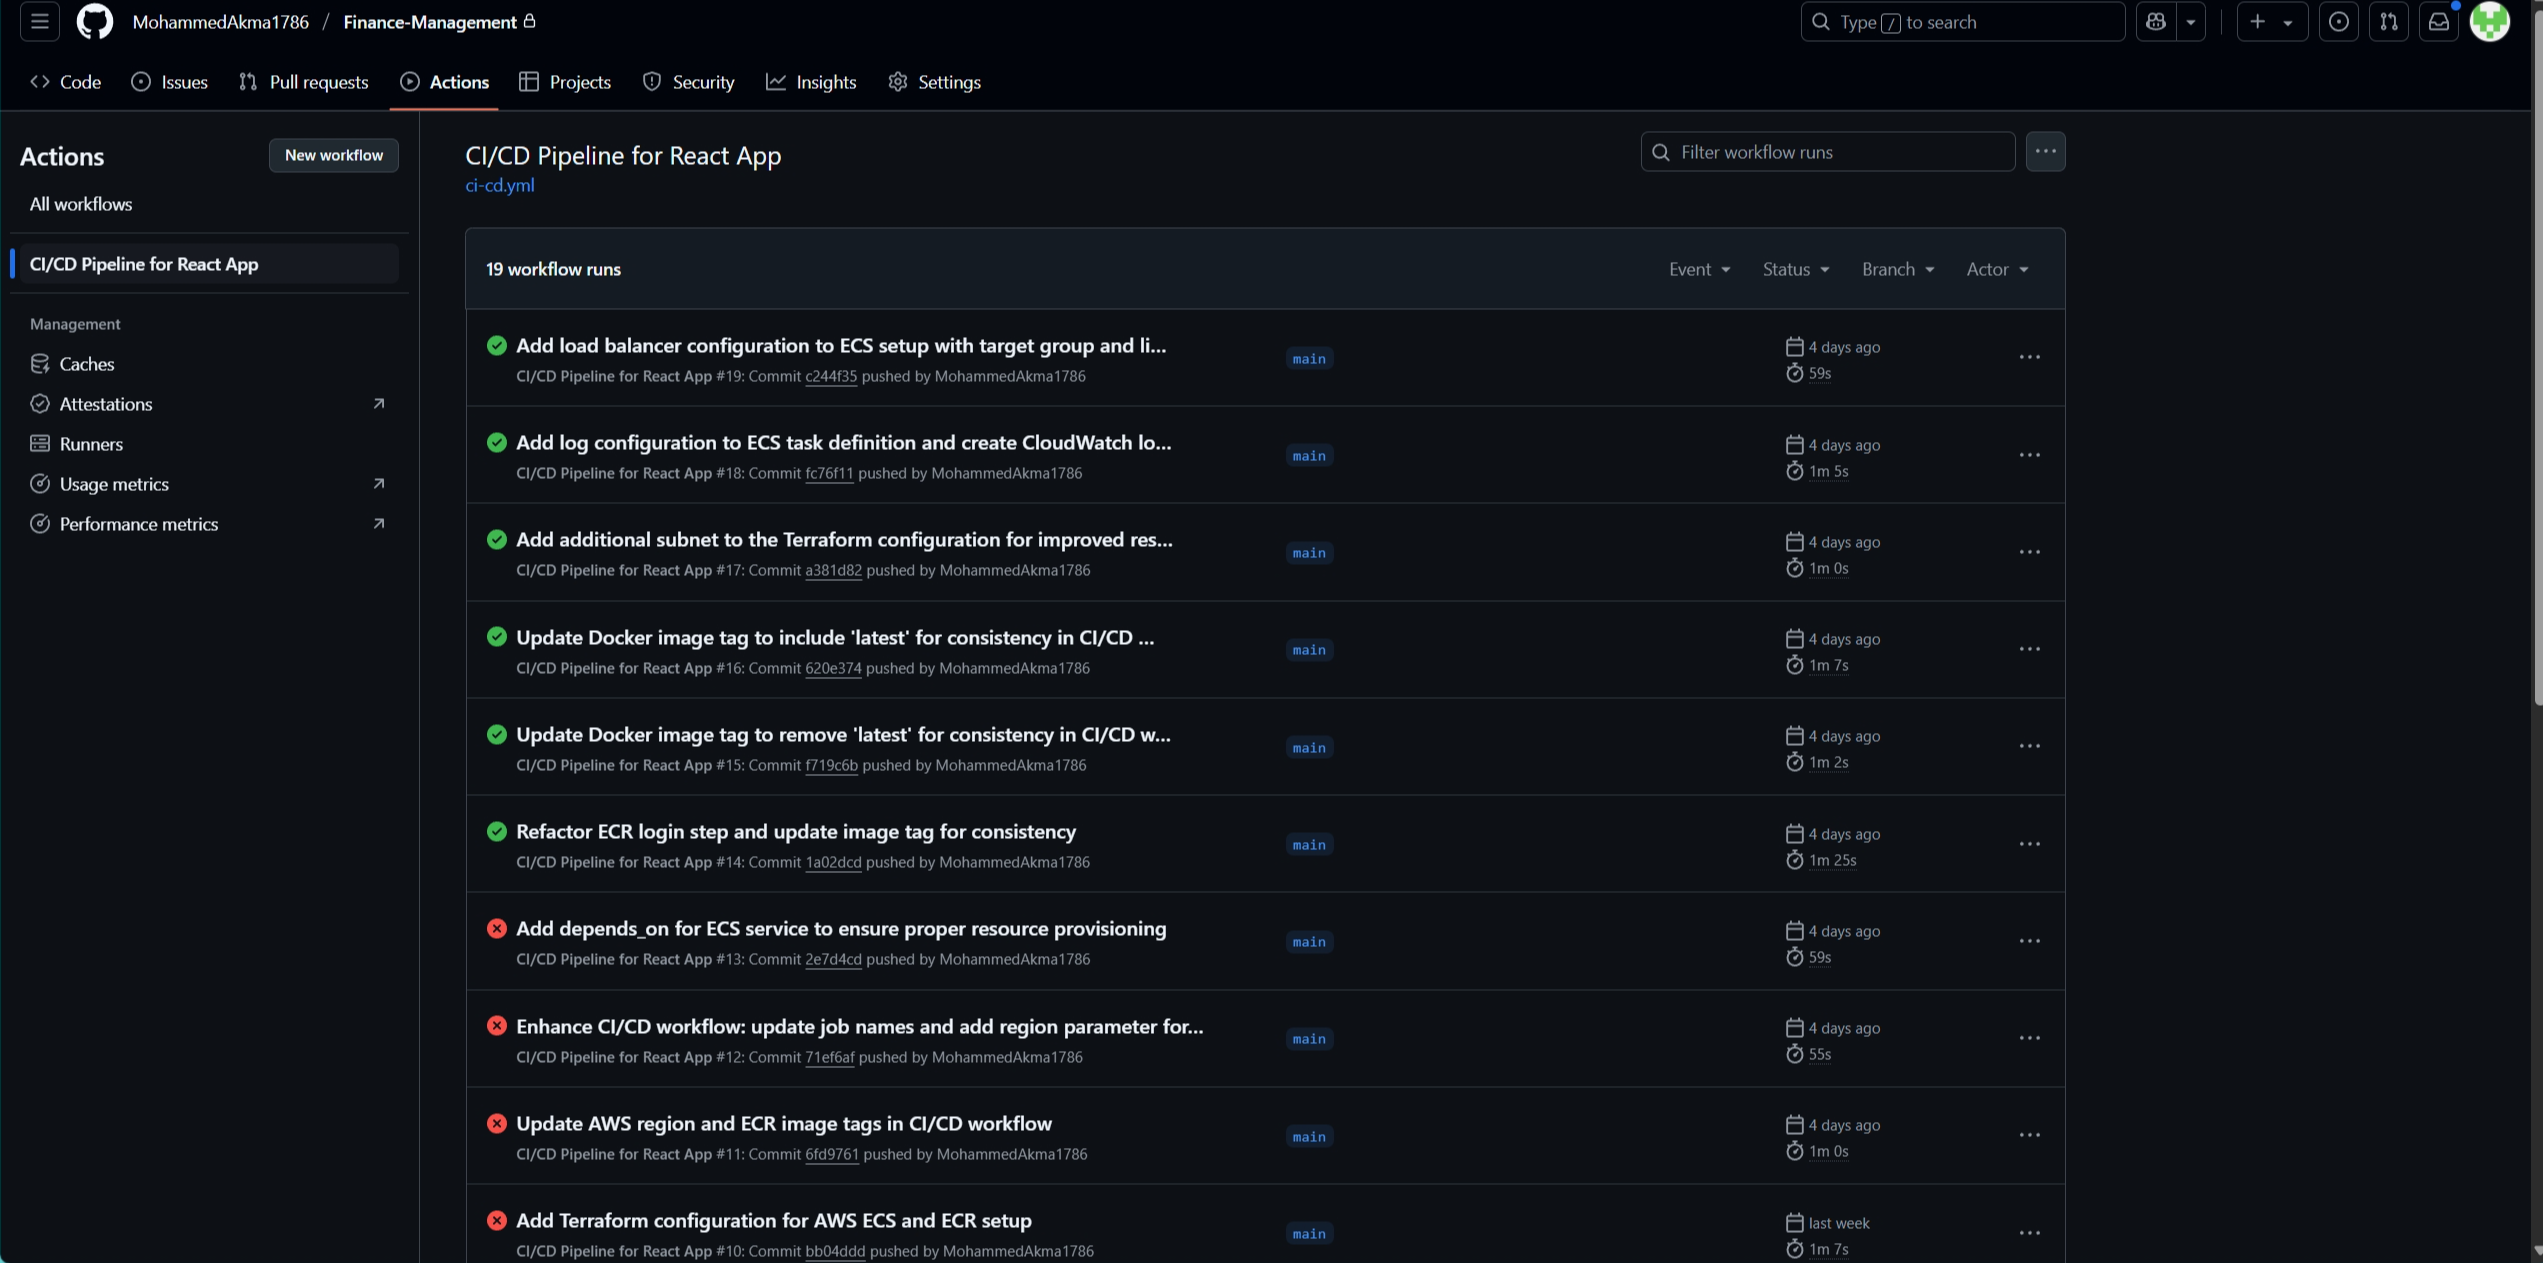 MohammedAkma1786 / Finance-Management
Type / to search
Code
Issues
Pull requests
Actions
Projects
Security
Insights
Settings
Actions
New workflow
All workflows
CI/CD Pipeline for React App
Management
Caches
Attestations
Runners
Usage metrics
Performance metrics
CI/CD Pipeline for React App
ci-cd.yml
Filter workflow runs
19 workflow runs
Event
Status
Branch
Actor
Add load balancer configuration to ECS setup with target group and li...
CI/CD Pipeline for React App #19: Commit c244f35 pushed by MohammedAkma1786
main
4 days ago
59s
Add log configuration to ECS task definition and create CloudWatch lo...
CI/CD Pipeline for React App #18: Commit fc76f11 pushed by MohammedAkma1786
main
4 days ago
1m 5s
Add additional subnet to the Terraform configuration for improved res...
CI/CD Pipeline for React App #17: Commit a381d82 pushed by MohammedAkma1786
main
4 days ago
1m 0s
Update Docker image tag to include 'latest' for consistency in CI/CD ...
CI/CD Pipeline for React App #16: Commit 620e374 pushed by MohammedAkma1786
main
4 days ago
1m 7s
Update Docker image tag to remove 'latest' for consistency in CI/CD w...
CI/CD Pipeline for React App #15: Commit f719c6b pushed by MohammedAkma1786
main
4 days ago
1m 2s
Refactor ECR login step and update image tag for consistency
CI/CD Pipeline for React App #14: Commit 1a02dcd pushed by MohammedAkma1786
main
4 days ago
1m 25s
Add depends_on for ECS service to ensure proper resource provisioning
CI/CD Pipeline for React App #13: Commit 2e7d4cd pushed by MohammedAkma1786
main
4 days ago
59s
Enhance CI/CD workflow: update job names and add region parameter for...
CI/CD Pipeline for React App #12: Commit 71ef6af pushed by MohammedAkma1786
main
4 days ago
55s
Update AWS region and ECR image tags in CI/CD workflow
CI/CD Pipeline for React App #11: Commit 6fd9761 pushed by MohammedAkma1786
main
4 days ago
1m 0s
Add Terraform configuration for AWS ECS and ECR setup
CI/CD Pipeline for React App #10: Commit bb04ddd pushed by MohammedAkma1786
main
last week
1m 7s